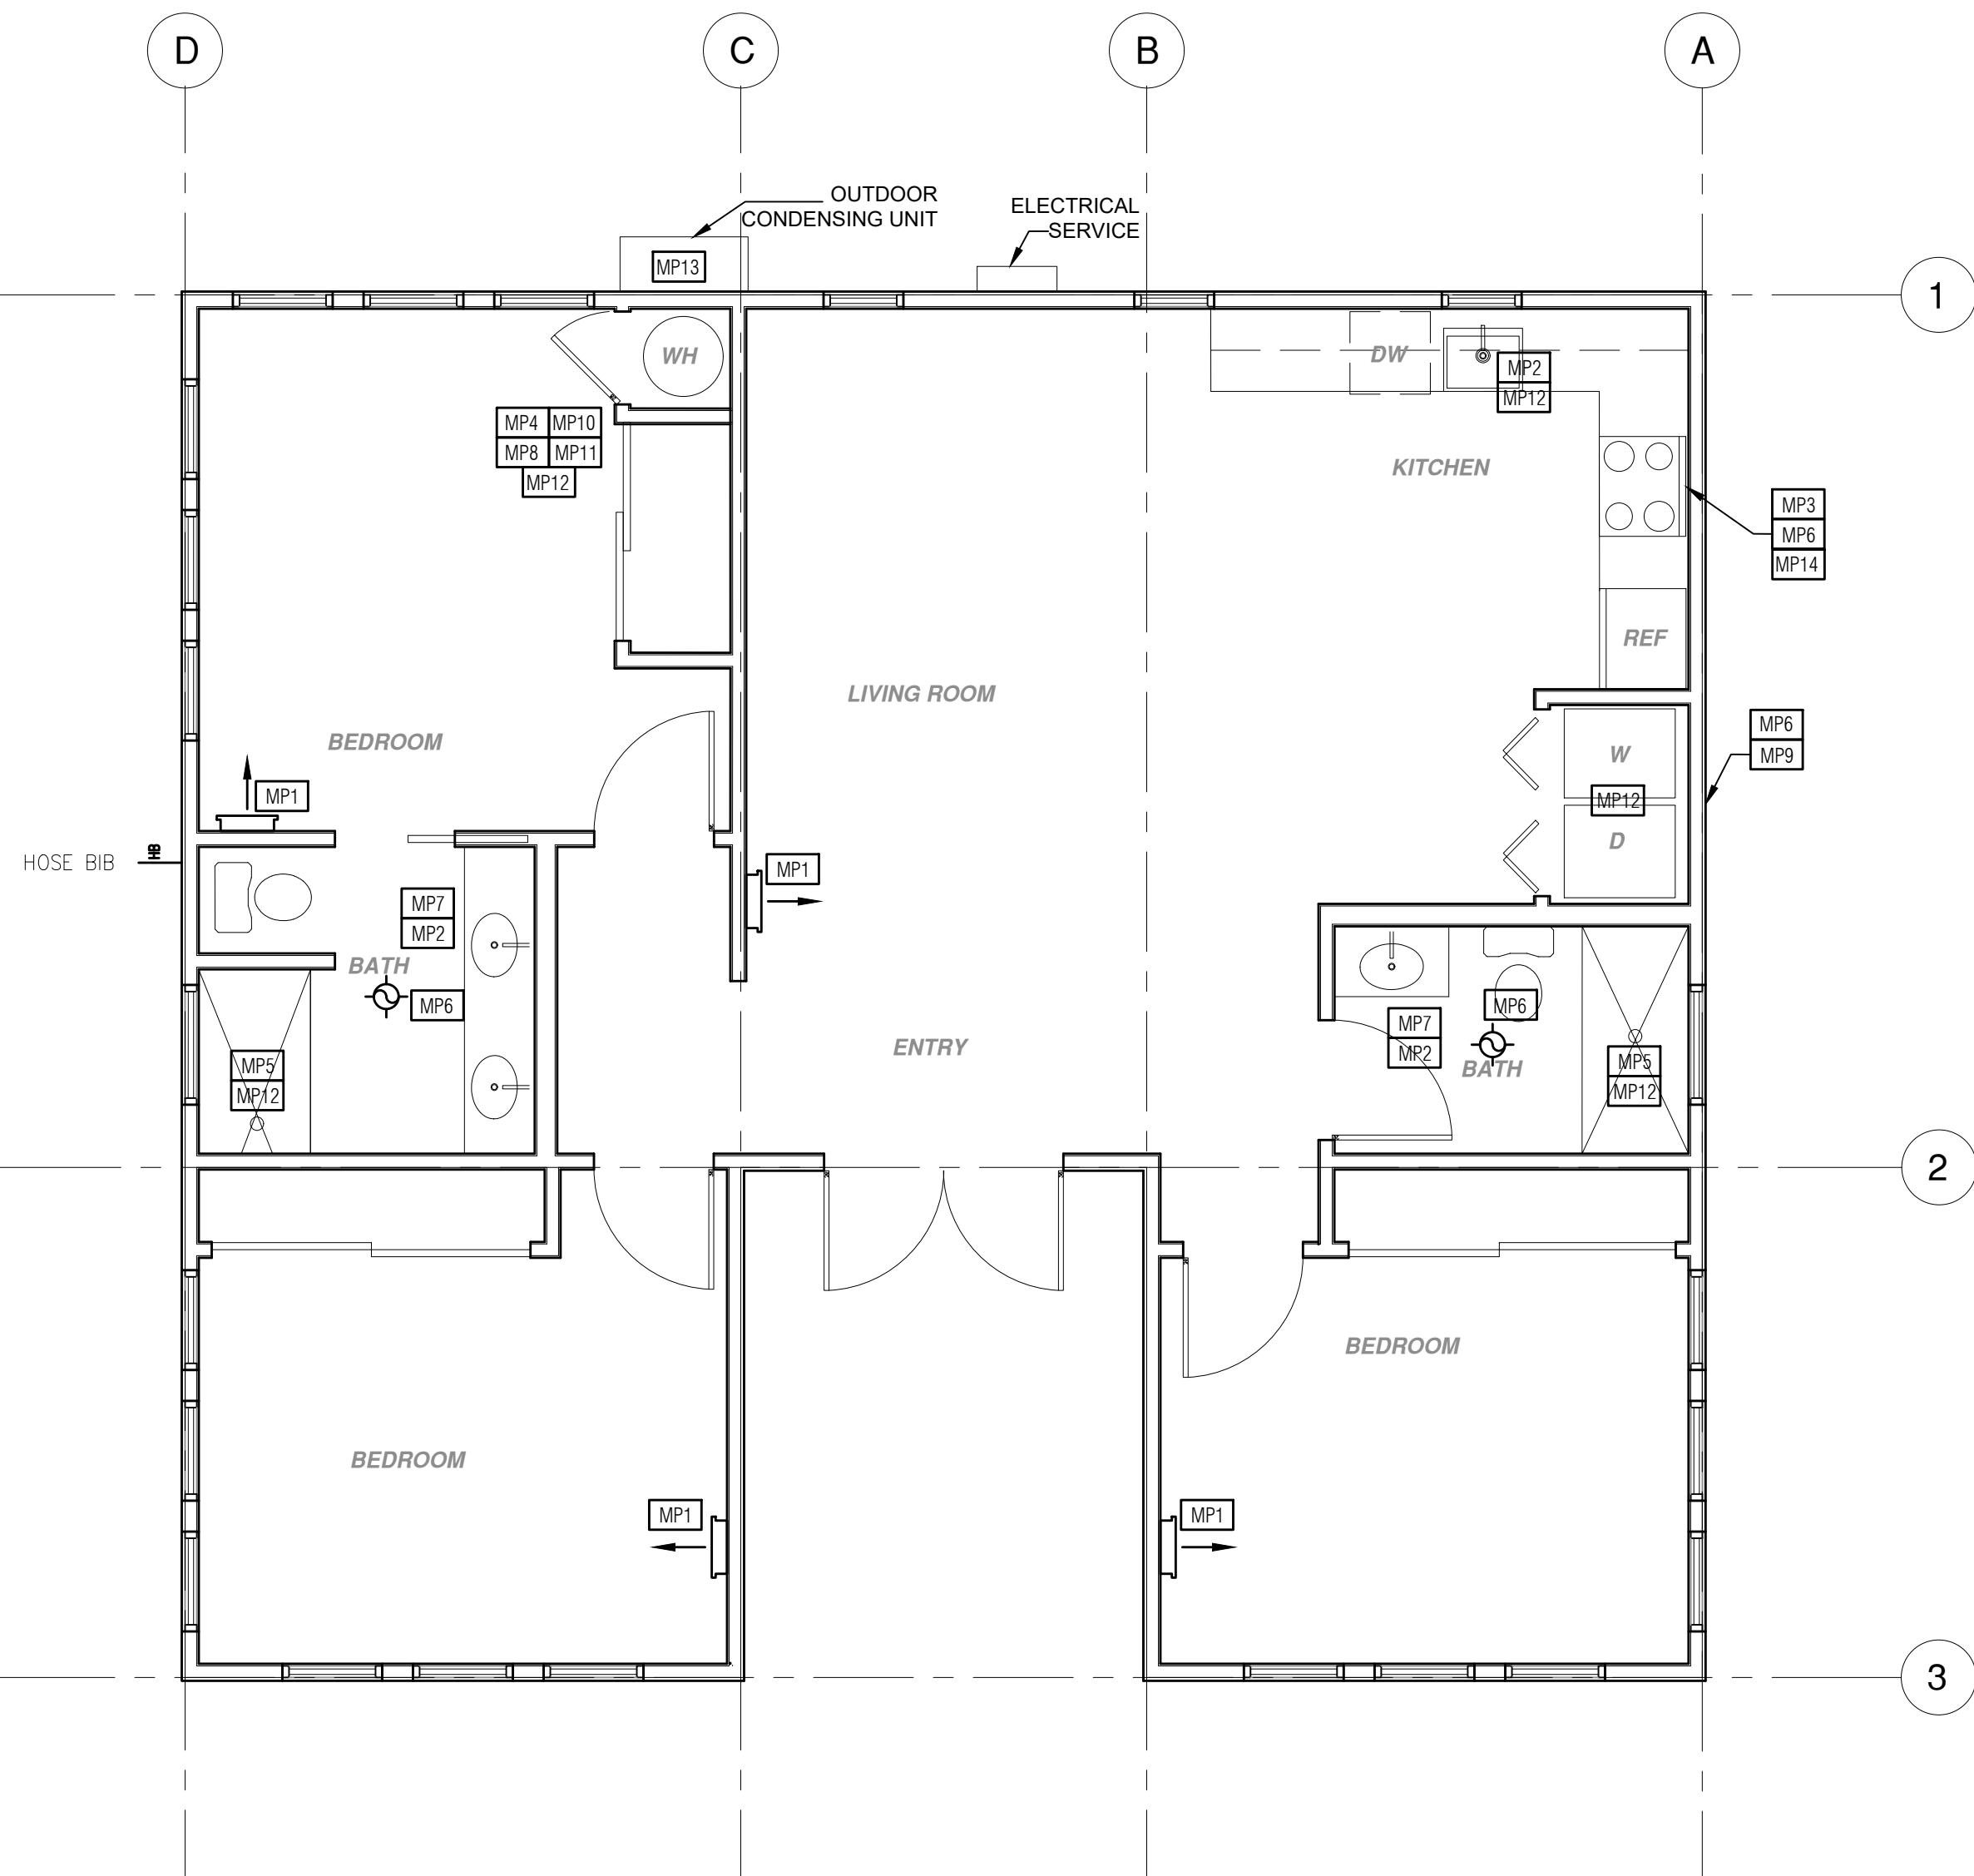 D
C
B
A
OUTDOOR
CONDENSING UNIT
ELECTRICAL
SERVICE
MP13
1
WH
DW
MP2
MP12
MP4 MP10
MP8 MP11
MP12
KITCHEN
MP3
MP6
MP14
REF
LIVING ROOM
BEDROOM
MP6
MP9
W
MP12
D
MP1
HOSE BIB
HB
MP1
MP7
MP2
BATH
MP6
MP5
MP12
ENTRY
MP6
MP7
MP2
BATH
MP5
MP12
2
BEDROOM
BEDROOM
MP1
MP1
3